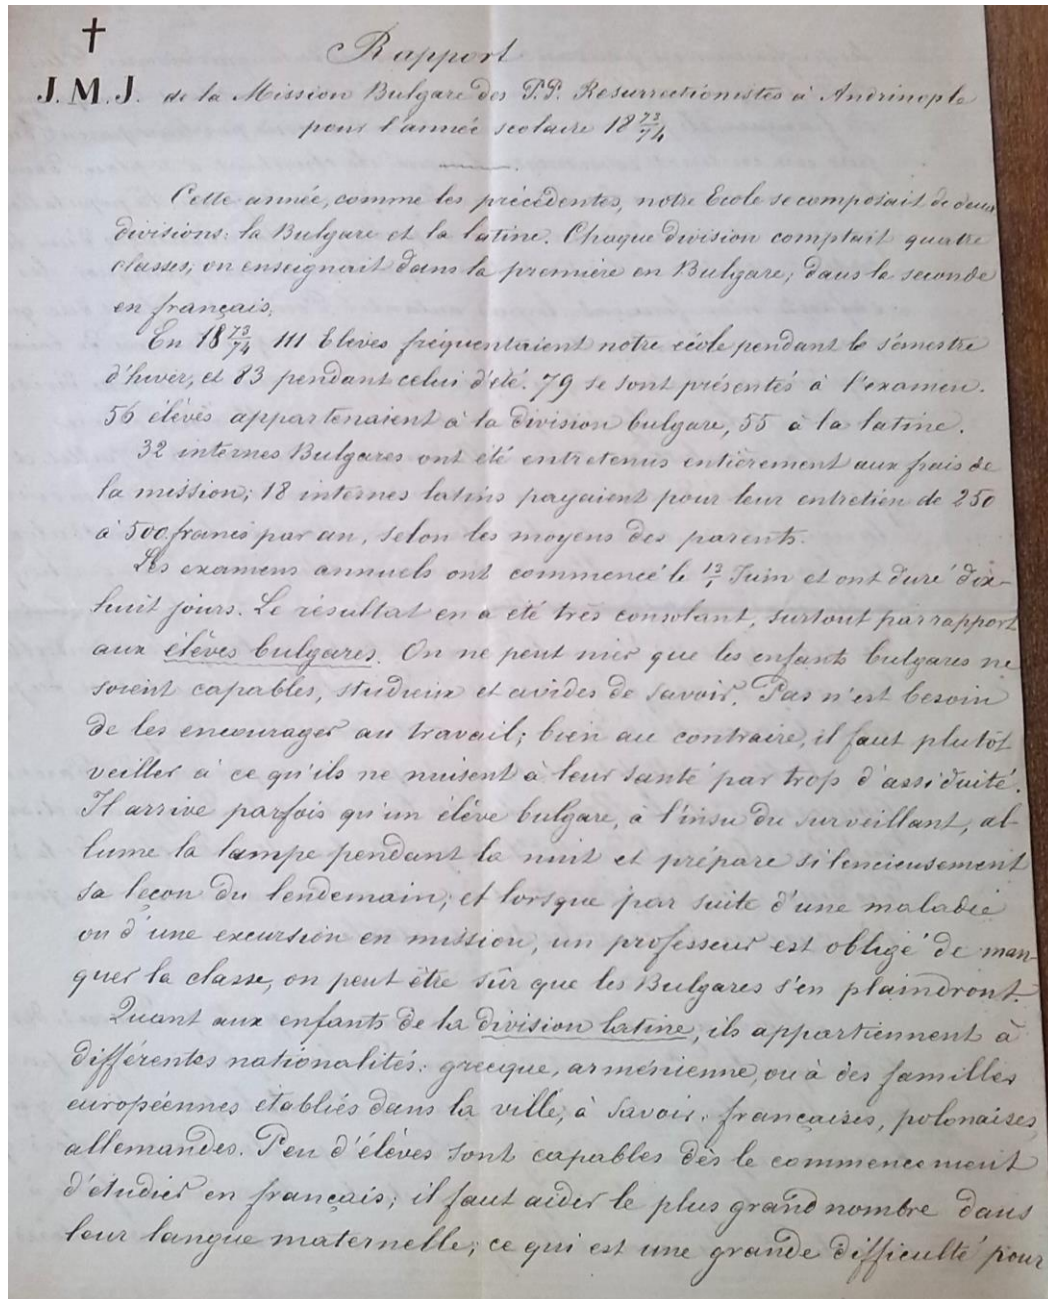 †
Rapport
J. M. J. de la Mission Bulgare des P.P. Resurrectionistes à Andrinople
pour l'année scolaire 18 73/74
Cette année, comme les précédentes, notre Ecole se composait de deux
divisions: la Bulgare et la latine. Chaque division comptait quatre
classes; on enseignait dans la première en Bulgare; dans la seconde
en français.
En 18 73/74 111 Elèves fréquentaient notre école pendant le sémestre
d'hiver, et 83 pendant celui d'été. 79 se sont présentés à l'examen.
56 élèves appartenaient à la division bulgare, 55 à la latine.
32 internes Bulgares ont été entretenus entièrement aux frais de
la mission; 18 internes latins payaient pour leur entretien de 250
à 500 francs par an, selon les moyens des parents.
Les examens annuels ont commencé le 13/1 Juin et ont duré dix-
huit jours. Le résultat en a été très consolant, surtout par rapport
aux élèves bulgares. On ne peut nier que les enfants bulgares ne
soient capables, studieux et avides de savoir. Pas n'est besoin
de les encourager au travail; bien au contraire, il faut plutôt
veiller à ce qu'ils ne nuisent à leur santé par trop d'assiduité.
Il arrive parfois qu'un élève bulgare, à l'insu du surveillant, al-
lume la lampe pendant la nuit et prépare silencieusement
sa leçon du lendemain; et lorsque par suite d'une maladie
ou d'une excursion en mission, un professeur est obligé de man-
quer la classe, on peut être sûr que les Bulgares s'en plaindront.
Quant aux enfants de la division latine, ils appartiennent à
différentes nationalités: grecque, arménienne, ou à des familles
européennes établies dans la ville, à savoir: françaises, polonaises,
allemandes. Peu d'élèves sont capables dès le commencement
d'étudier en français; il faut aider le plus grand nombre dans
leur langue maternelle; ce qui est une grande difficulté pour